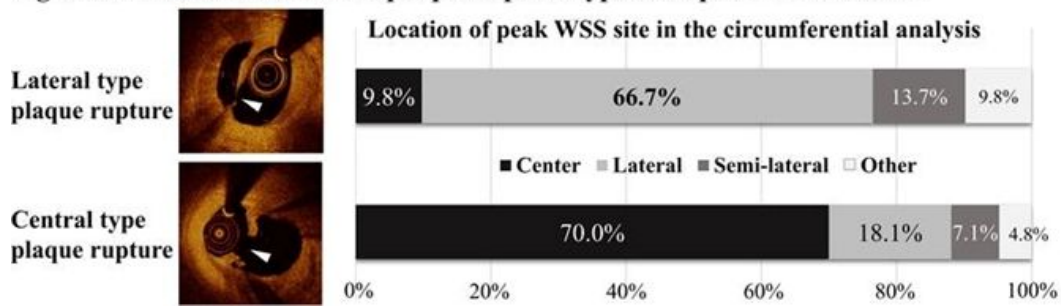 Location of peak WSS site in the circumferential analysis
Lateral type
plaque rupture
9.8% 66.7% 13.7% 9.8%
Center Lateral Semi-lateral Other
Central type
plaque rupture
70.0% 18.1% 7.1% 4.8%
0% 20% 40% 60% 80% 100%